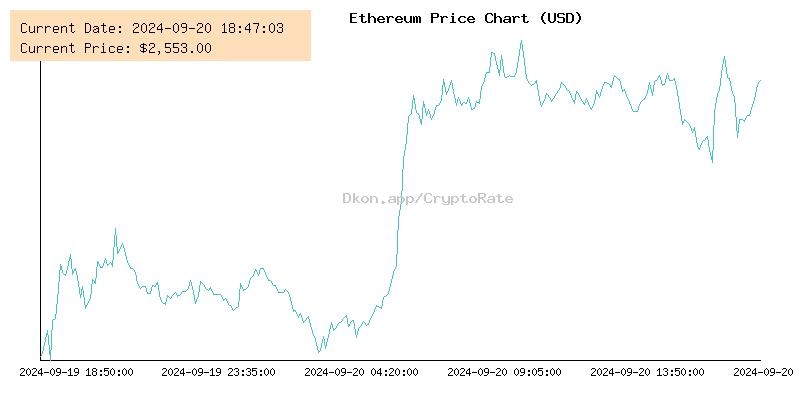 Ethereum Price Chart (USD)
Current Date: 2024-09-20 18:47:03
Current Price: $2,553.00
Dkon.app/CryptoRate
2024-09-19 18:50:00
2024-09-19 23:35:00
2024-09-20 04:20:00
2024-09-20 09:05:00
2024-09-20 13:50:00
2024-09-20